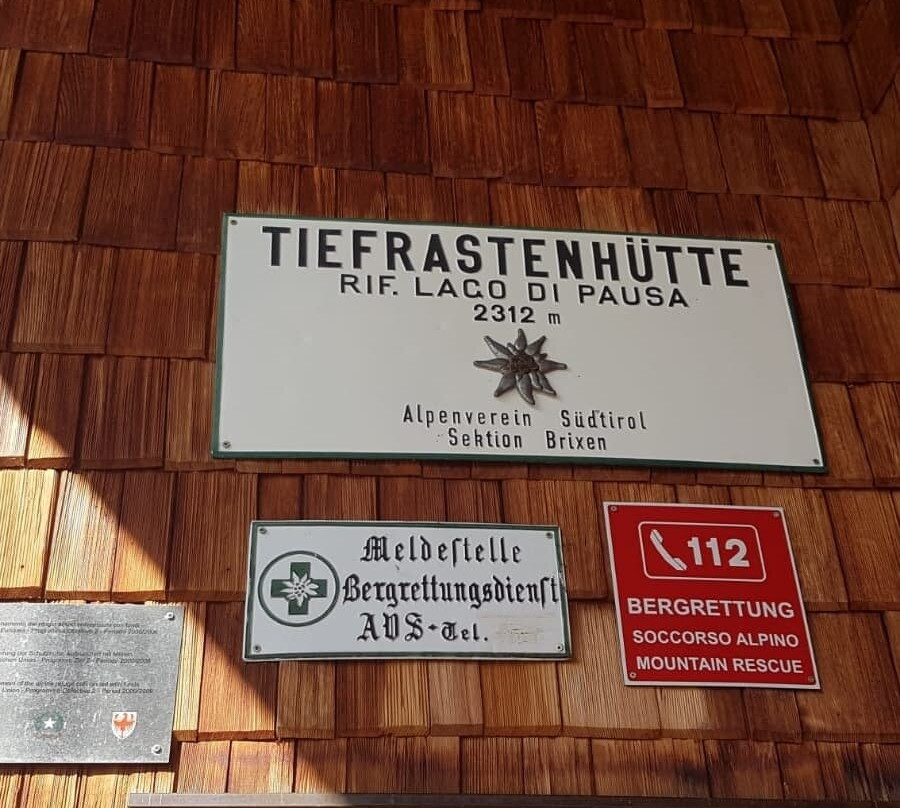 TIEFRASTENHÜTTE
RIF. LAGO DI PAUSA
2312 m
Alpenverein Südtirol
Sektion Brixen
Meldeſtelle
Bergrettungsdienſt
AVS-Tel.
112
BERGRETTUNG
SOCCORSO ALPINO
MOUNTAIN RESCUE